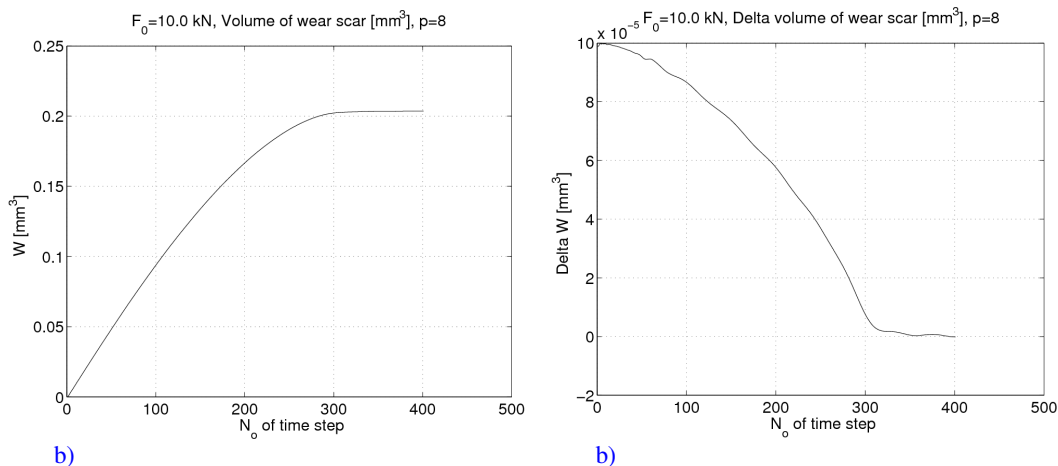 F₀=10.0 kN, Volume of wear scar [mm³], p=8
0.25
0.2
0.15
0.1
0.05
0
W [mm³]
0 100 200 300 400 500
Nₒ of time step
b)
x 10⁻⁵ F₀=10.0 kN, Delta volume of wear scar [mm³], p=8
10
8
6
4
2
0
−2
Delta W [mm³]
0 100 200 300 400 500
Nₒ of time step
b)